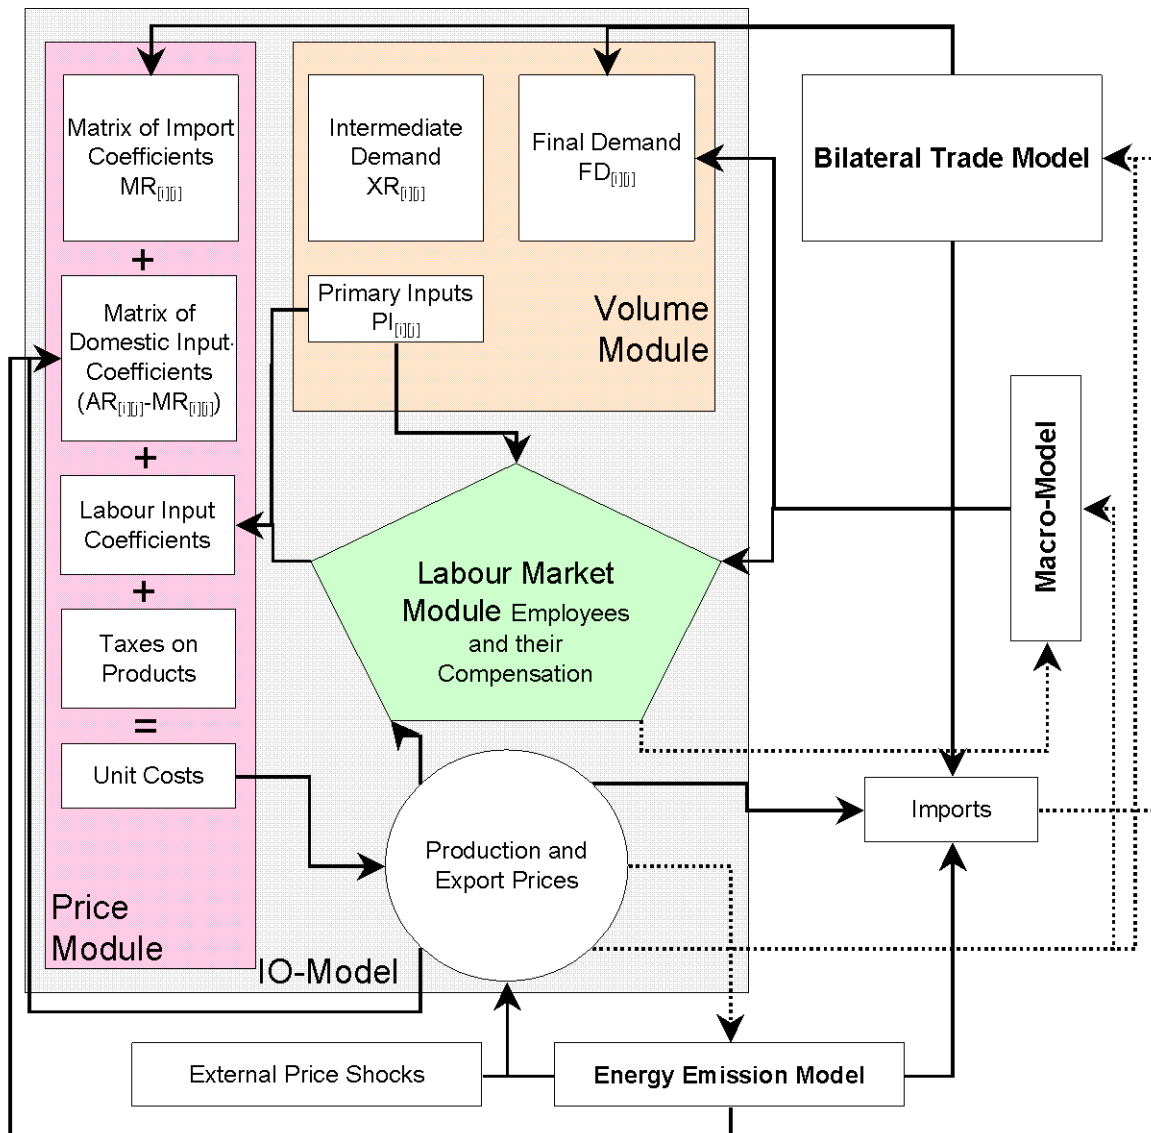 Matrix of Import
Coefficients
MR[i][j]
+
Matrix of
Domestic Input-
Coefficients
(AR[i][j]-MR[i][j])
+
Labour Input
Coefficients
+
Taxes on
Products
=
Unit Costs
Price
Module
Intermediate
Demand
XR[i][j]
Final Demand
FD[i][j]
Primary Inputs
PI[i][j]
Volume
Module
Labour Market
Module Employees
and their
Compensation
Production and
Export Prices
IO-Model
Bilateral Trade Model
Macro-Model
Imports
External Price Shocks
Energy Emission Model